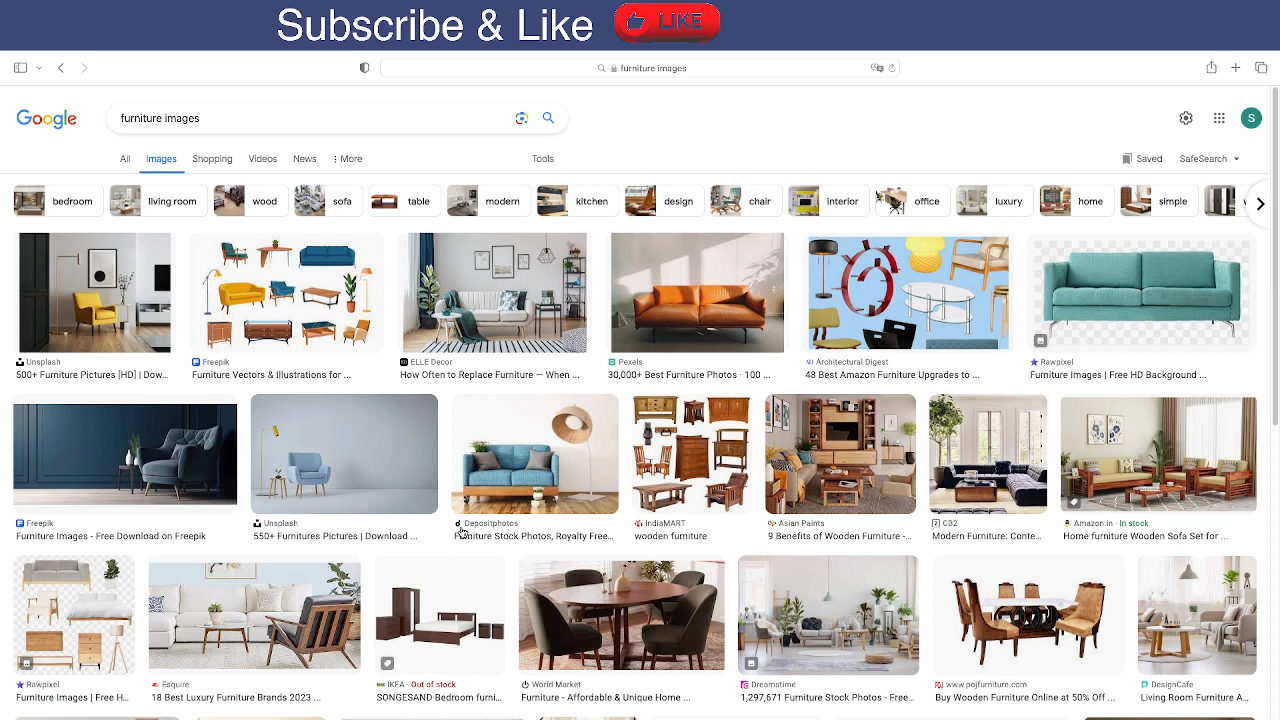 Subscribe & Like LIKE
furniture images
Google furniture images S
All Images Shopping Videos News More Tools Saved SafeSearch
bedroom living room wood sofa table modern kitchen design chair interior office luxury home simple
Unsplash Freepik ELLE Decor Pexels Architectural Digest Rawpixel
500+ Furniture Pictures [HD] | Dow... Furniture Vectors & Illustrations for ... How Often to Replace Furniture — When ... 30,000+ Best Furniture Photos · 100 ... 48 Best Amazon Furniture Upgrades to ... Furniture Images | Free HD Background ...
Freepik Unsplash Depositphotos IndiaMART Asian Paints CB2 Amazon.in · In stock
Furniture Images - Free Download on Freepik 550+ Furnitures Pictures | Download ... Furniture Stock Photos, Royalty Free... wooden furniture 9 Benefits of Wooden Furniture -... Modern Furniture: Conte... Home furniture Wooden Sofa Set for ...
Rawpixel Esquire IKEA · Out of stock World Market Dreamstime www.pojfurniture.com DesignCafe
Furniture Images | Free H... 18 Best Luxury Furniture Brands 2023 ... SONGESAND Bedroom furni... Furniture - Affordable & Unique Home ... 1,297,671 Furniture Stock Photos - Free... Buy Wooden Furniture Online at 50% Off ... Living Room Furniture A...